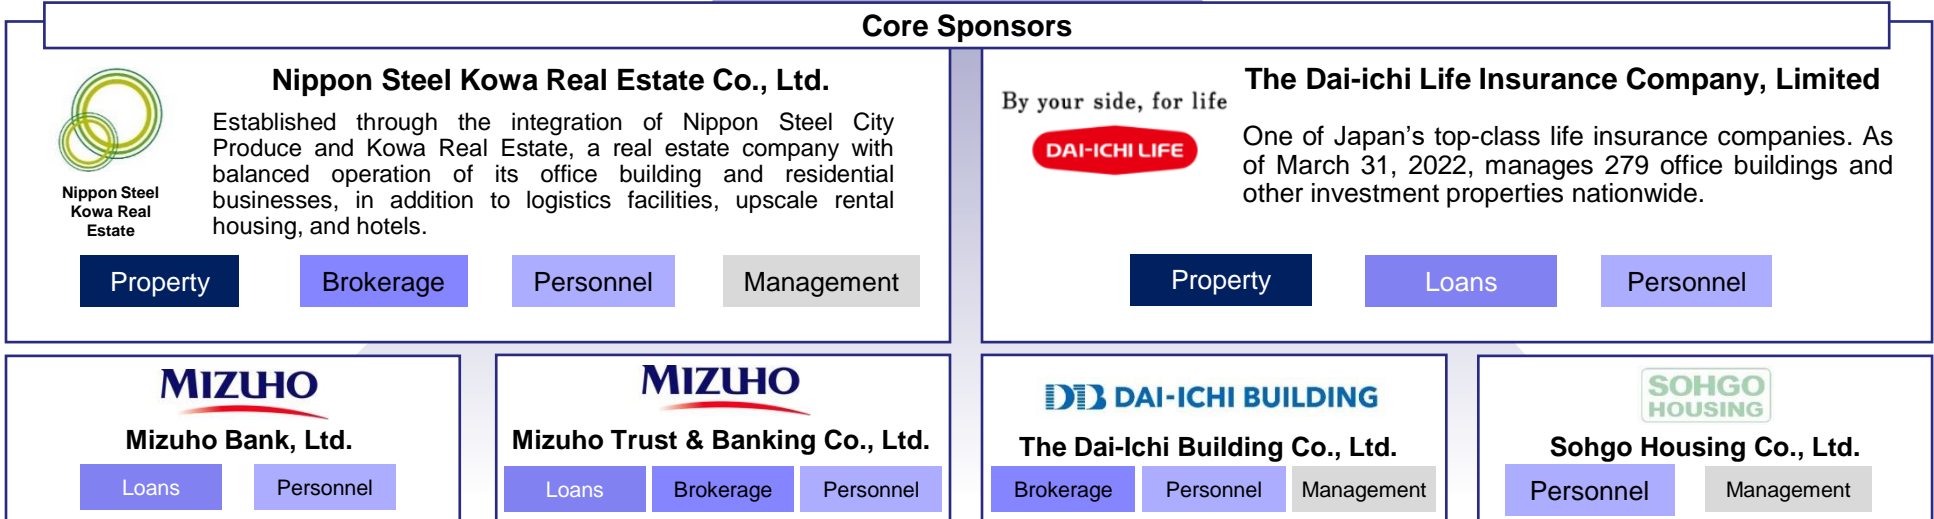 Core Sponsors
Nippon Steel
Kowa Real
Estate
Nippon Steel Kowa Real Estate Co., Ltd.
Established through the integration of Nippon Steel City
Produce and Kowa Real Estate, a real estate company with
balanced operation of its office building and residential
businesses, in addition to logistics facilities, upscale rental
housing, and hotels.
Property
Brokerage
Personnel
Management
By your side, for life
DAI-ICHI LIFE
The Dai-ichi Life Insurance Company, Limited
One of Japan's top-class life insurance companies. As
of March 31, 2022, manages 279 office buildings and
other investment properties nationwide.
Property
Loans
Personnel
MIZUHO
Mizuho Bank, Ltd.
Loans
Personnel
MIZUHO
Mizuho Trust & Banking Co., Ltd.
Loans
Brokerage
Personnel
DB DAI-ICHI BUILDING
The Dai-Ichi Building Co., Ltd.
Brokerage
Personnel
Management
SOHGO
HOUSING
Sohgo Housing Co., Ltd.
Personnel
Management